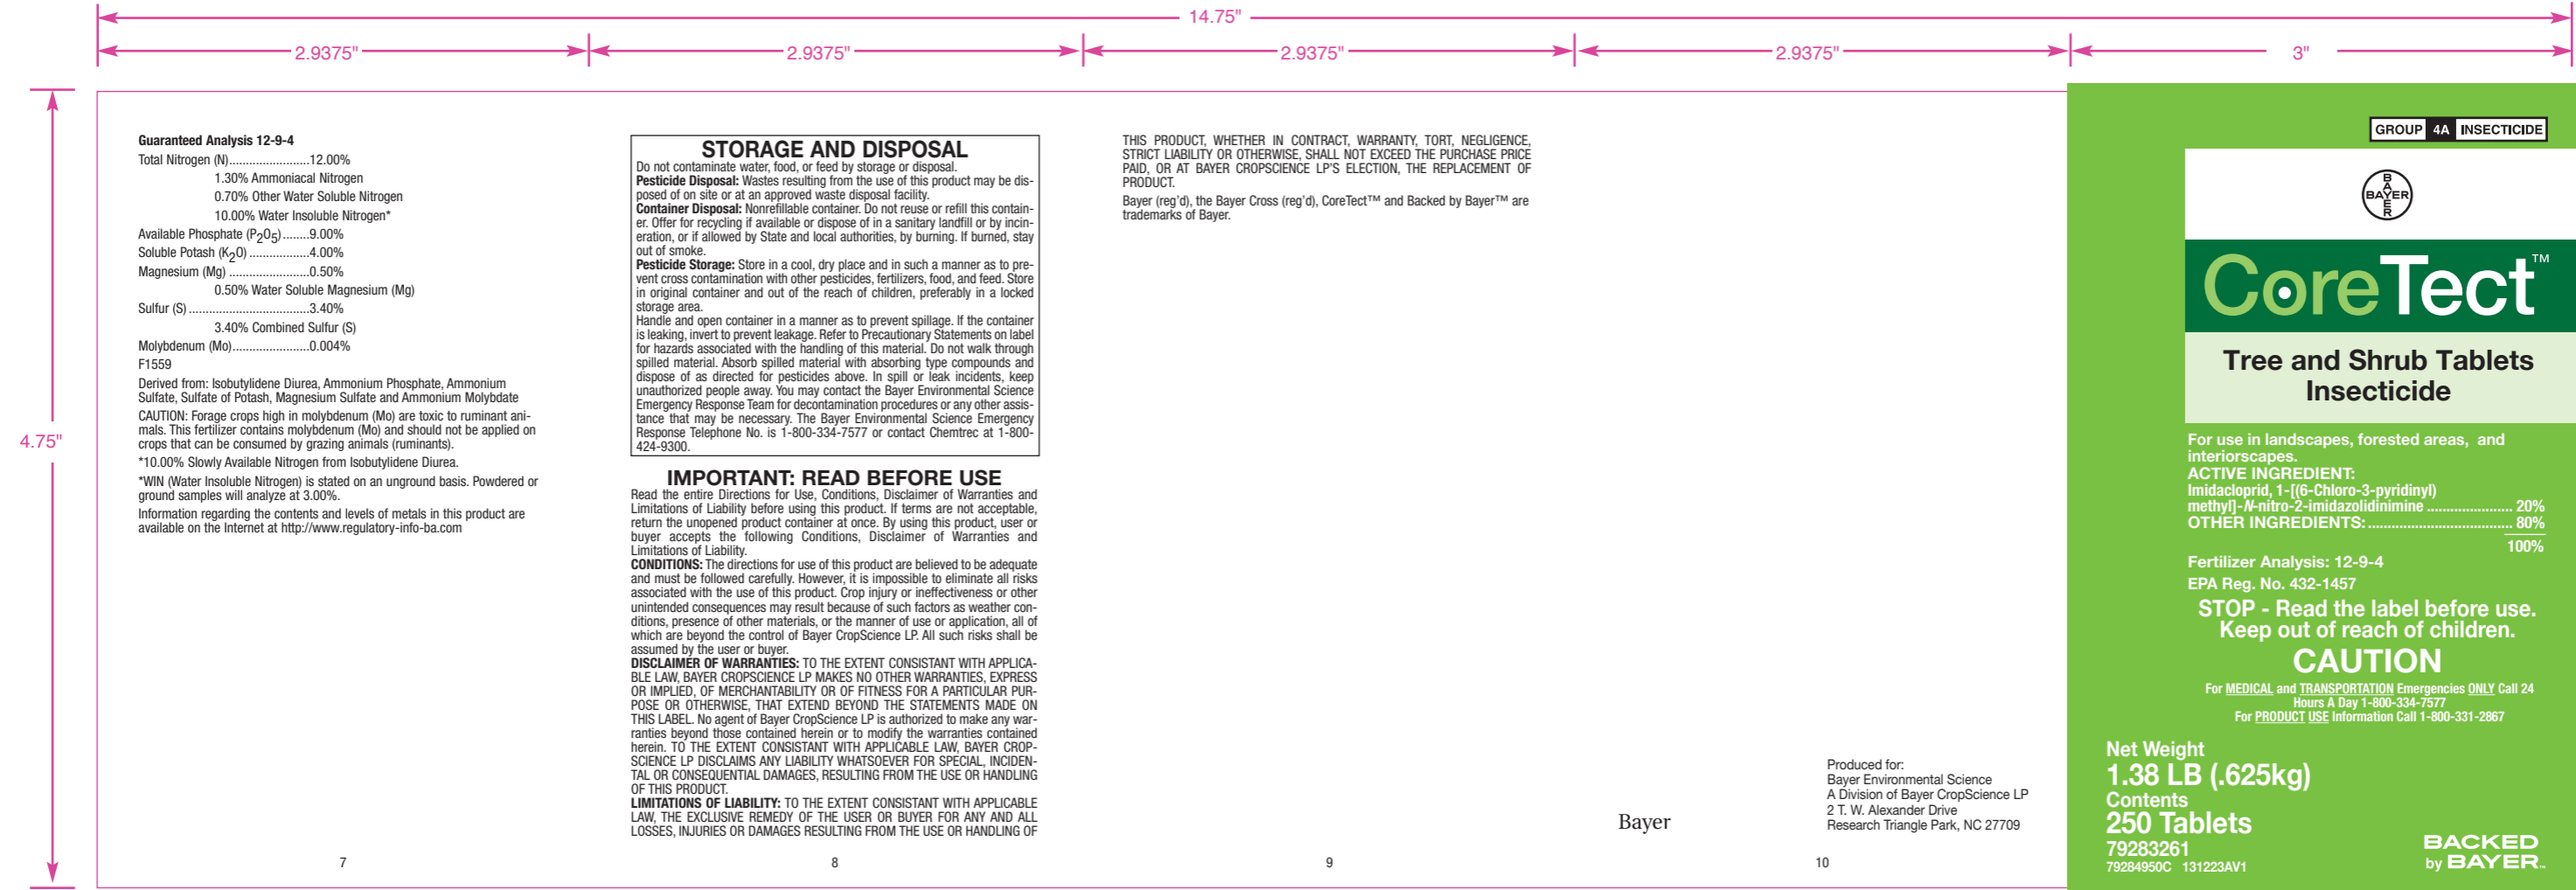 14.75"
2.9375"
2.9375"
2.9375"
2.9375"
3"
4.75"
Guaranteed Analysis 12-9-4
Total Nitrogen (N)........................12.00%
1.30% Ammoniacal Nitrogen
0.70% Other Water Soluble Nitrogen
10.00% Water Insoluble Nitrogen*
Available Phosphate (P2O5)........9.00%
Soluble Potash (K2O) ..................4.00%
Magnesium (Mg) ........................0.50%
0.50% Water Soluble Magnesium (Mg)
Sulfur (S)....................................3.40%
3.40% Combined Sulfur (S)
Molybdenum (Mo).......................0.004%
F1559
Derived from: Isobutylidene Diurea, Ammonium Phosphate, Ammonium
Sulfate, Sulfate of Potash, Magnesium Sulfate and Ammonium Molybdate
CAUTION: Forage crops high in molybdenum (Mo) are toxic to ruminant ani-
mals. This fertilizer contains molybdenum (Mo) and should not be applied on
crops that can be consumed by grazing animals (ruminants).
*10.00% Slowly Available Nitrogen from Isobutylidene Diurea.
*WIN (Water Insoluble Nitrogen) is stated on an unground basis. Powdered or
ground samples will analyze at 3.00%.
Information regarding the contents and levels of metals in this product are
available on the Internet at http://www.regulatory-info-ba.com
7
STORAGE AND DISPOSAL
Do not contaminate water, food, or feed by storage or disposal.
Pesticide Disposal: Wastes resulting from the use of this product may be dis-
posed of on site or at an approved waste disposal facility.
Container Disposal: Nonrefillable container. Do not reuse or refill this contain-
er. Offer for recycling if available or dispose of in a sanitary landfill or by incin-
eration, or if allowed by State and local authorities, by burning. If burned, stay
out of smoke.
Pesticide Storage: Store in a cool, dry place and in such a manner as to pre-
vent cross contamination with other pesticides, fertilizers, food, and feed. Store
in original container and out of the reach of children, preferably in a locked
storage area.
Handle and open container in a manner as to prevent spillage. If the container
is leaking, invert to prevent leakage. Refer to Precautionary Statements on label
for hazards associated with the handling of this material. Do not walk through
spilled material. Absorb spilled material with absorbing type compounds and
dispose of as directed for pesticides above. In spill or leak incidents, keep
unauthorized people away. You may contact the Bayer Environmental Science
Emergency Response Team for decontamination procedures or any other assis-
tance that may be necessary. The Bayer Environmental Science Emergency
Response Telephone No. is 1-800-334-7577 or contact Chemtrec at 1-800-
424-9300.
IMPORTANT: READ BEFORE USE
Read the entire Directions for Use, Conditions, Disclaimer of Warranties and
Limitations of Liability before using this product. If terms are not acceptable,
return the unopened product container at once. By using this product, user or
buyer accepts the following Conditions, Disclaimer of Warranties and
Limitations of Liability.
CONDITIONS: The directions for use of this product are believed to be adequate
and must be followed carefully. However, it is impossible to eliminate all risks
associated with the use of this product. Crop injury or ineffectiveness or other
unintended consequences may result because of such factors as weather con-
ditions, presence of other materials, or the manner of use or application, all of
which are beyond the control of Bayer CropScience LP. All such risks shall be
assumed by the user or buyer.
DISCLAIMER OF WARRANTIES: TO THE EXTENT CONSISTANT WITH APPLICA-
BLE LAW, BAYER CROPSCIENCE LP MAKES NO OTHER WARRANTIES, EXPRESS
OR IMPLIED, OF MERCHANTABILITY OR OF FITNESS FOR A PARTICULAR PUR-
POSE OR OTHERWISE, THAT EXTEND BEYOND THE STATEMENTS MADE ON
THIS LABEL. No agent of Bayer CropScience LP is authorized to make any war-
ranties beyond those contained herein or to modify the warranties contained
herein. TO THE EXTENT CONSISTANT WITH APPLICABLE LAW, BAYER CROP-
SCIENCE LP DISCLAIMS ANY LIABILITY WHATSOEVER FOR SPECIAL, INCIDEN-
TAL OR CONSEQUENTIAL DAMAGES, RESULTING FROM THE USE OR HANDLING
OF THIS PRODUCT.
LIMITATIONS OF LIABILITY: TO THE EXTENT CONSISTANT WITH APPLICABLE
LAW, THE EXCLUSIVE REMEDY OF THE USER OR BUYER FOR ANY AND ALL
LOSSES, INJURIES OR DAMAGES RESULTING FROM THE USE OR HANDLING OF
8
THIS PRODUCT, WHETHER IN CONTRACT, WARRANTY, TORT, NEGLIGENCE,
STRICT LIABILITY OR OTHERWISE, SHALL NOT EXCEED THE PURCHASE PRICE
PAID, OR AT BAYER CROPSCIENCE LP'S ELECTION, THE REPLACEMENT OF
PRODUCT.
Bayer (reg'd), the Bayer Cross (reg'd), CoreTect™ and Backed by Bayer™ are
trademarks of Bayer.
9
Bayer
Produced for:
Bayer Environmental Science
A Division of Bayer CropScience LP
2 T. W. Alexander Drive
Research Triangle Park, NC 27709
10
GROUP 4A INSECTICIDE
BAYER
BAYER
CoreTect™
Tree and Shrub Tablets
Insecticide
For use in landscapes, forested areas, and
interiorscapes.
ACTIVE INGREDIENT:
Imidacloprid, 1-[(6-Chloro-3-pyridinyl)
methyl]-N-nitro-2-imidazolidinimine ...................... 20%
OTHER INGREDIENTS:..................................... 80%
100%
Fertilizer Analysis: 12-9-4
EPA Reg. No. 432-1457
STOP - Read the label before use.
Keep out of reach of children.
CAUTION
For MEDICAL and TRANSPORTATION Emergencies ONLY Call 24
Hours A Day 1-800-334-7577
For PRODUCT USE Information Call 1-800-331-2867
Net Weight
1.38 LB (.625kg)
Contents
250 Tablets
79283261
79284950C 131223AV1
BACKED
by BAYER™